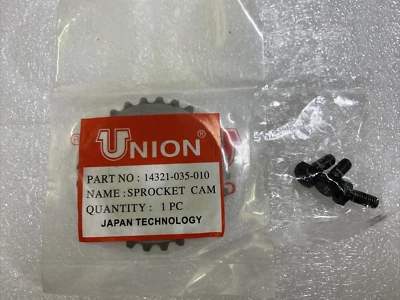 UNION ®
PART NO : 14321-035-010
NAME : SPROCKET CAM
QUANTITY : 1 PC
JAPAN TECHNOLOGY